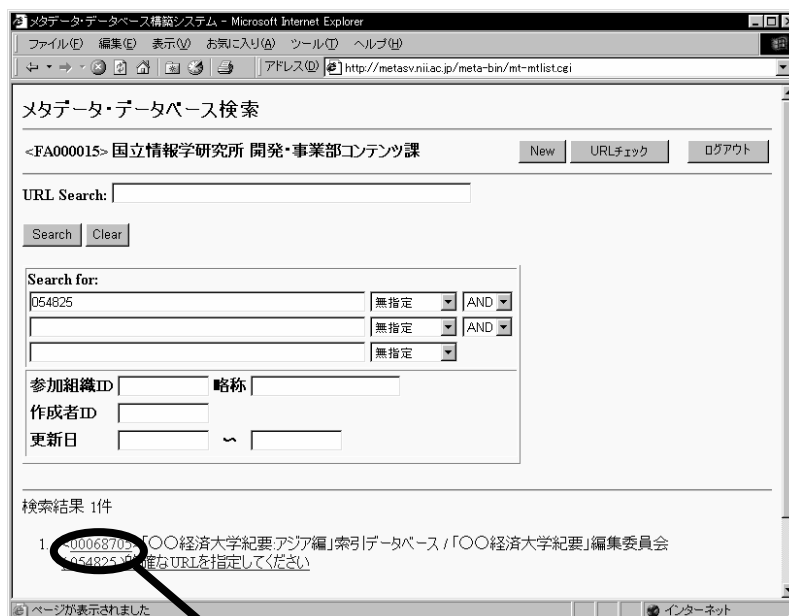 メタデータ・データベース構築システム - Microsoft Internet Explorer
ファイル(F) 編集(E) 表示(V) お気に入り(A) ツール(T) ヘルプ(H)
アドレス(D) http://metasv.nii.ac.jp/meta-bin/mt-mtlist.cgi
メタデータ・データベース検索
<FA000015> 国立情報学研究所 開発・事業部コンテンツ課 New URLチェック ログアウト
URL Search:
Search Clear
Search for:
054825 無指定 AND
無指定 AND
無指定
参加組織ID 略称
作成者ID
更新日 ~
検索結果 1件
1. <00068705>「〇〇経済大学紀要:アジア編」索引データベース / 「〇〇経済大学紀要」編集委員会
054825 確なURLを指定してください
ページが表示されました インターネット